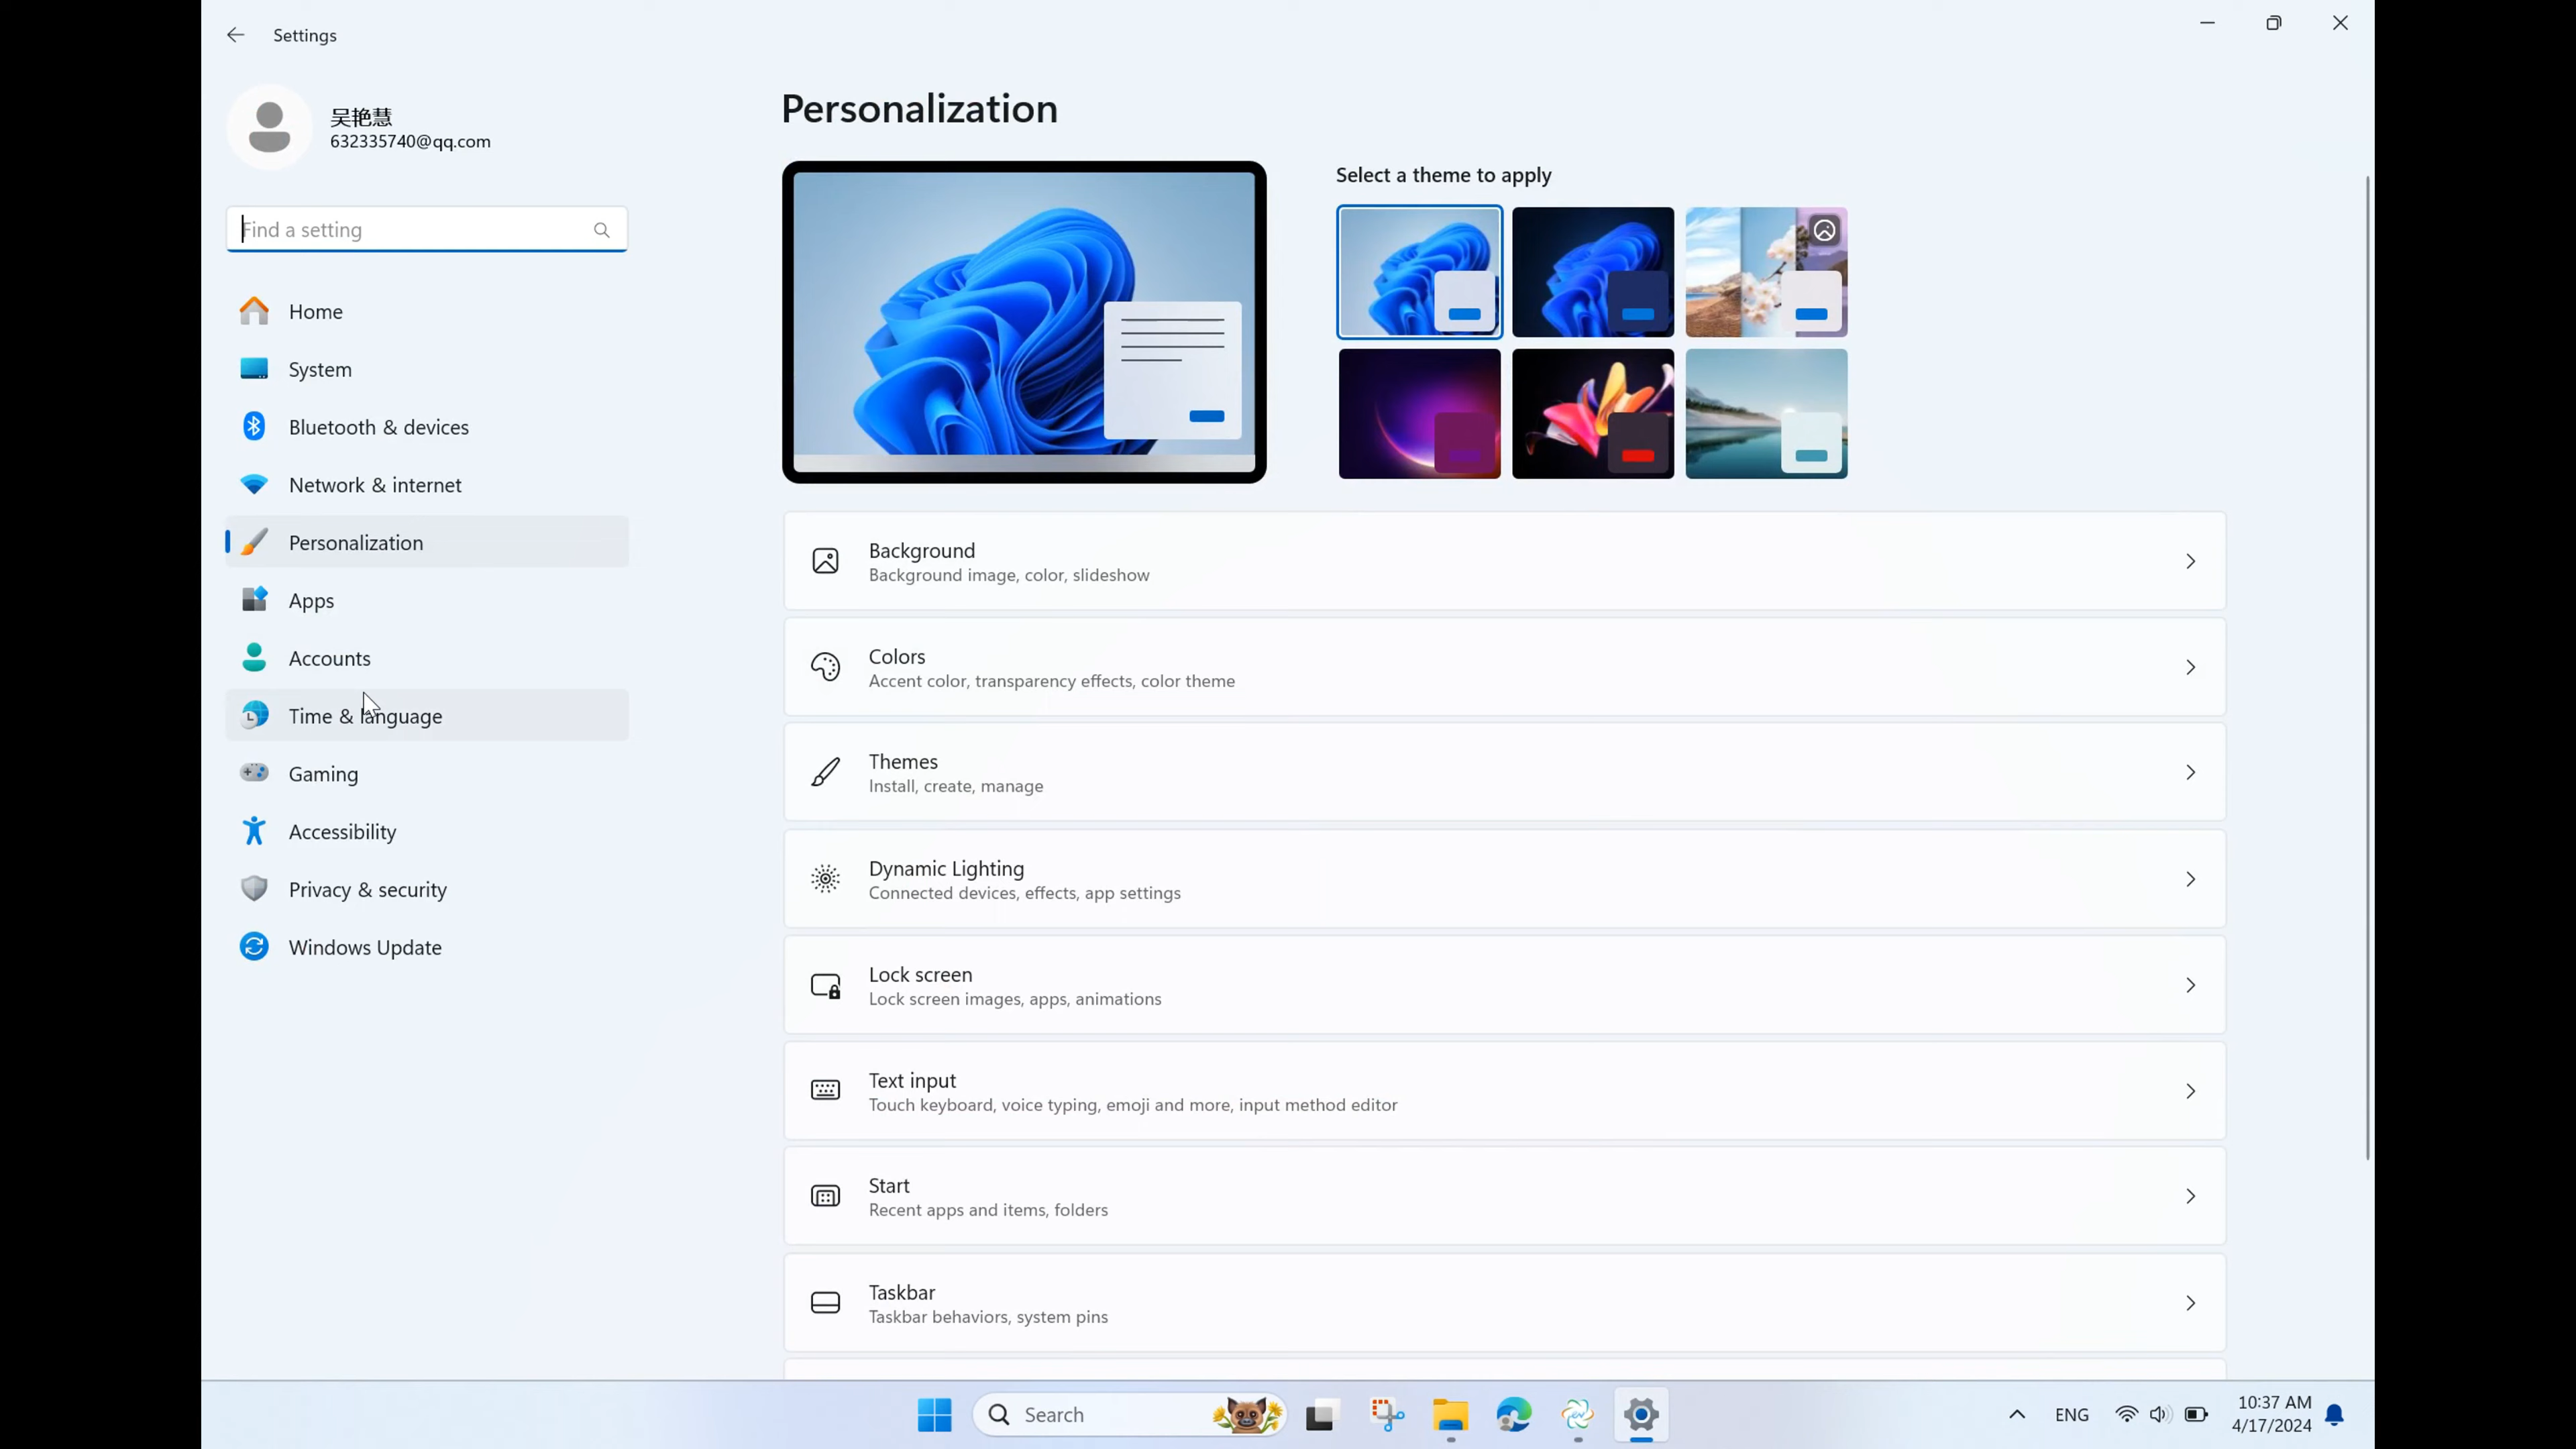 Settings
吴艳慧
632335740@qq.com
Find a setting
Home
System
Bluetooth & devices
Network & internet
Personalization
Apps
Accounts
Time & language
Gaming
Accessibility
Privacy & security
Windows Update
Personalization
Select a theme to apply
Background
Background image, color, slideshow
Colors
Accent color, transparency effects, color theme
Themes
Install, create, manage
Dynamic Lighting
Connected devices, effects, app settings
Lock screen
Lock screen images, apps, animations
Text input
Touch keyboard, voice typing, emoji and more, input method editor
Start
Recent apps and items, folders
Taskbar
Taskbar behaviors, system pins
Search
ENG
10:37 AM
4/17/2024